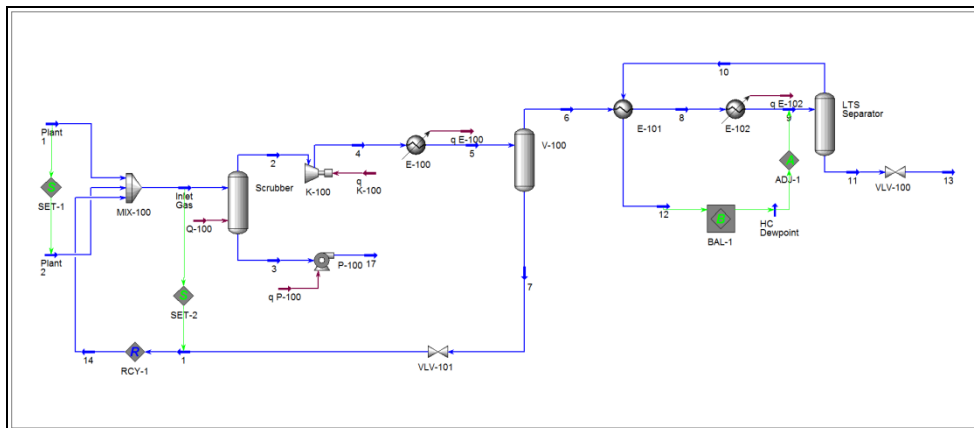 10
Plant
1
SET-1
Plant
2
MIX-100
Inlet
Gas
S
2
Scrubber
Q-100
3
q P-100
P-100
17
K-100
4
q
K-100
E-100
q E-100
5
V-100
6
E-101
8
E-102
q E-102
9
LTS
Separator
A
ADJ-1
11
VLV-100
13
12
B
BAL-1
HC
Dewpoint
7
S
SET-2
14
R
RCY-1
1
VLV-101